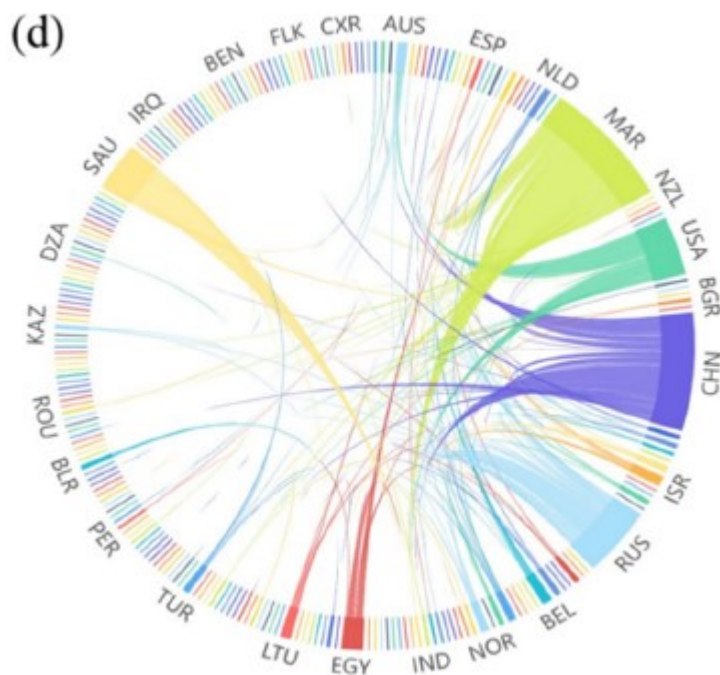 (d)
AUS
ESP
NLD
MAR
NZL
USA
BGR
CHN
ISR
RUS
BEL
NOR
IND
EGY
LTU
TUR
PER
BLR
ROU
KAZ
DZA
SAU
IRQ
BEN
FLK
CXR